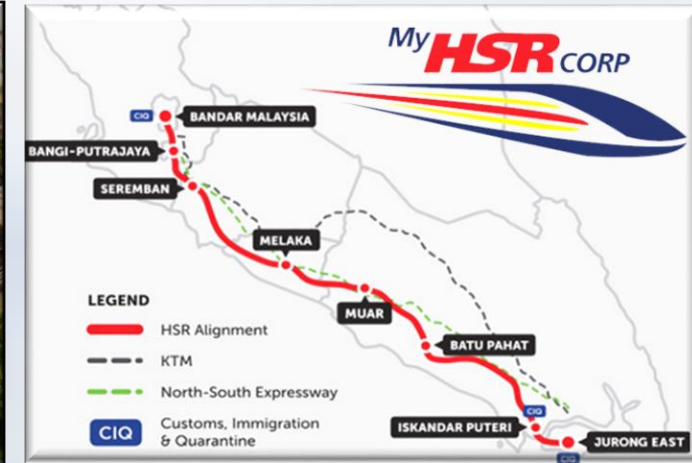 My HSR CORP
CIQ BANDAR MALAYSIA
BANGI-PUTRAJAYA
SEREMBAN
MELAKA
MUAR
BATU PAHAT
CIQ
ISKANDAR PUTERI
JURONG EAST
CIQ
LEGEND
HSR Alignment
KTM
North-South Expressway
CIQ Customs, Immigration
& Quarantine